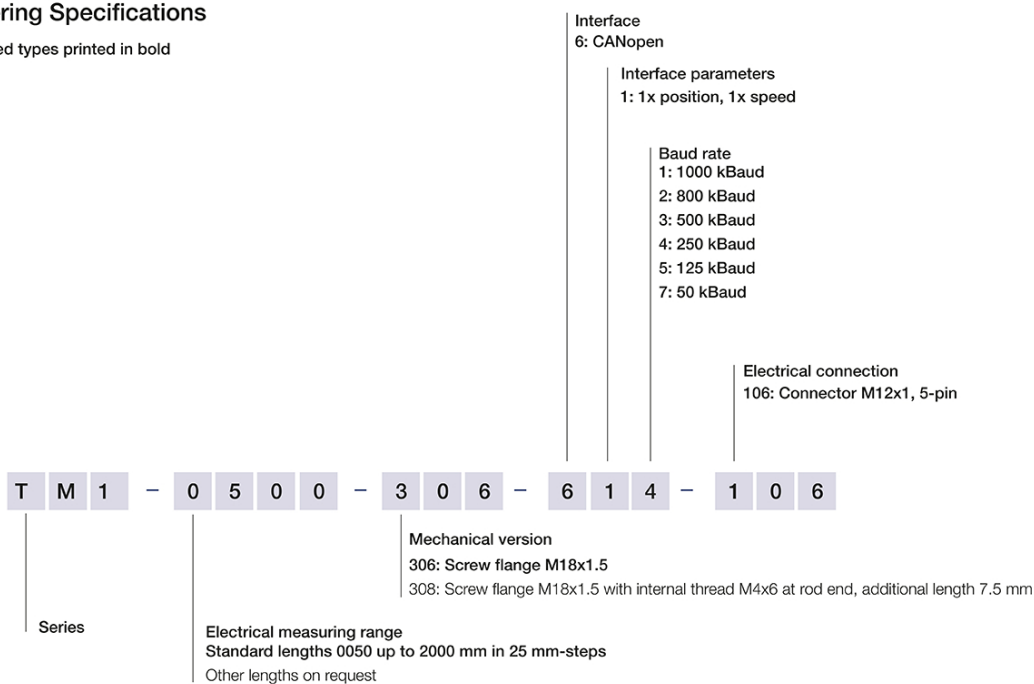 ring Specifications
ed types printed in bold
Interface
6: CANopen
Interface parameters
1: 1x position, 1x speed
Baud rate
1: 1000 kBaud
2: 800 kBaud
3: 500 kBaud
4: 250 kBaud
5: 125 kBaud
7: 50 kBaud
Electrical connection
106: Connector M12x1, 5-pin
T M 1 – 0 5 0 0 – 3 0 6 – 6 1 4 – 1 0 6
Mechanical version
306: Screw flange M18x1.5
308: Screw flange M18x1.5 with internal thread M4x6 at rod end, additional length 7.5 mm
Series
Electrical measuring range
Standard lengths 0050 up to 2000 mm in 25 mm-steps
Other lengths on request